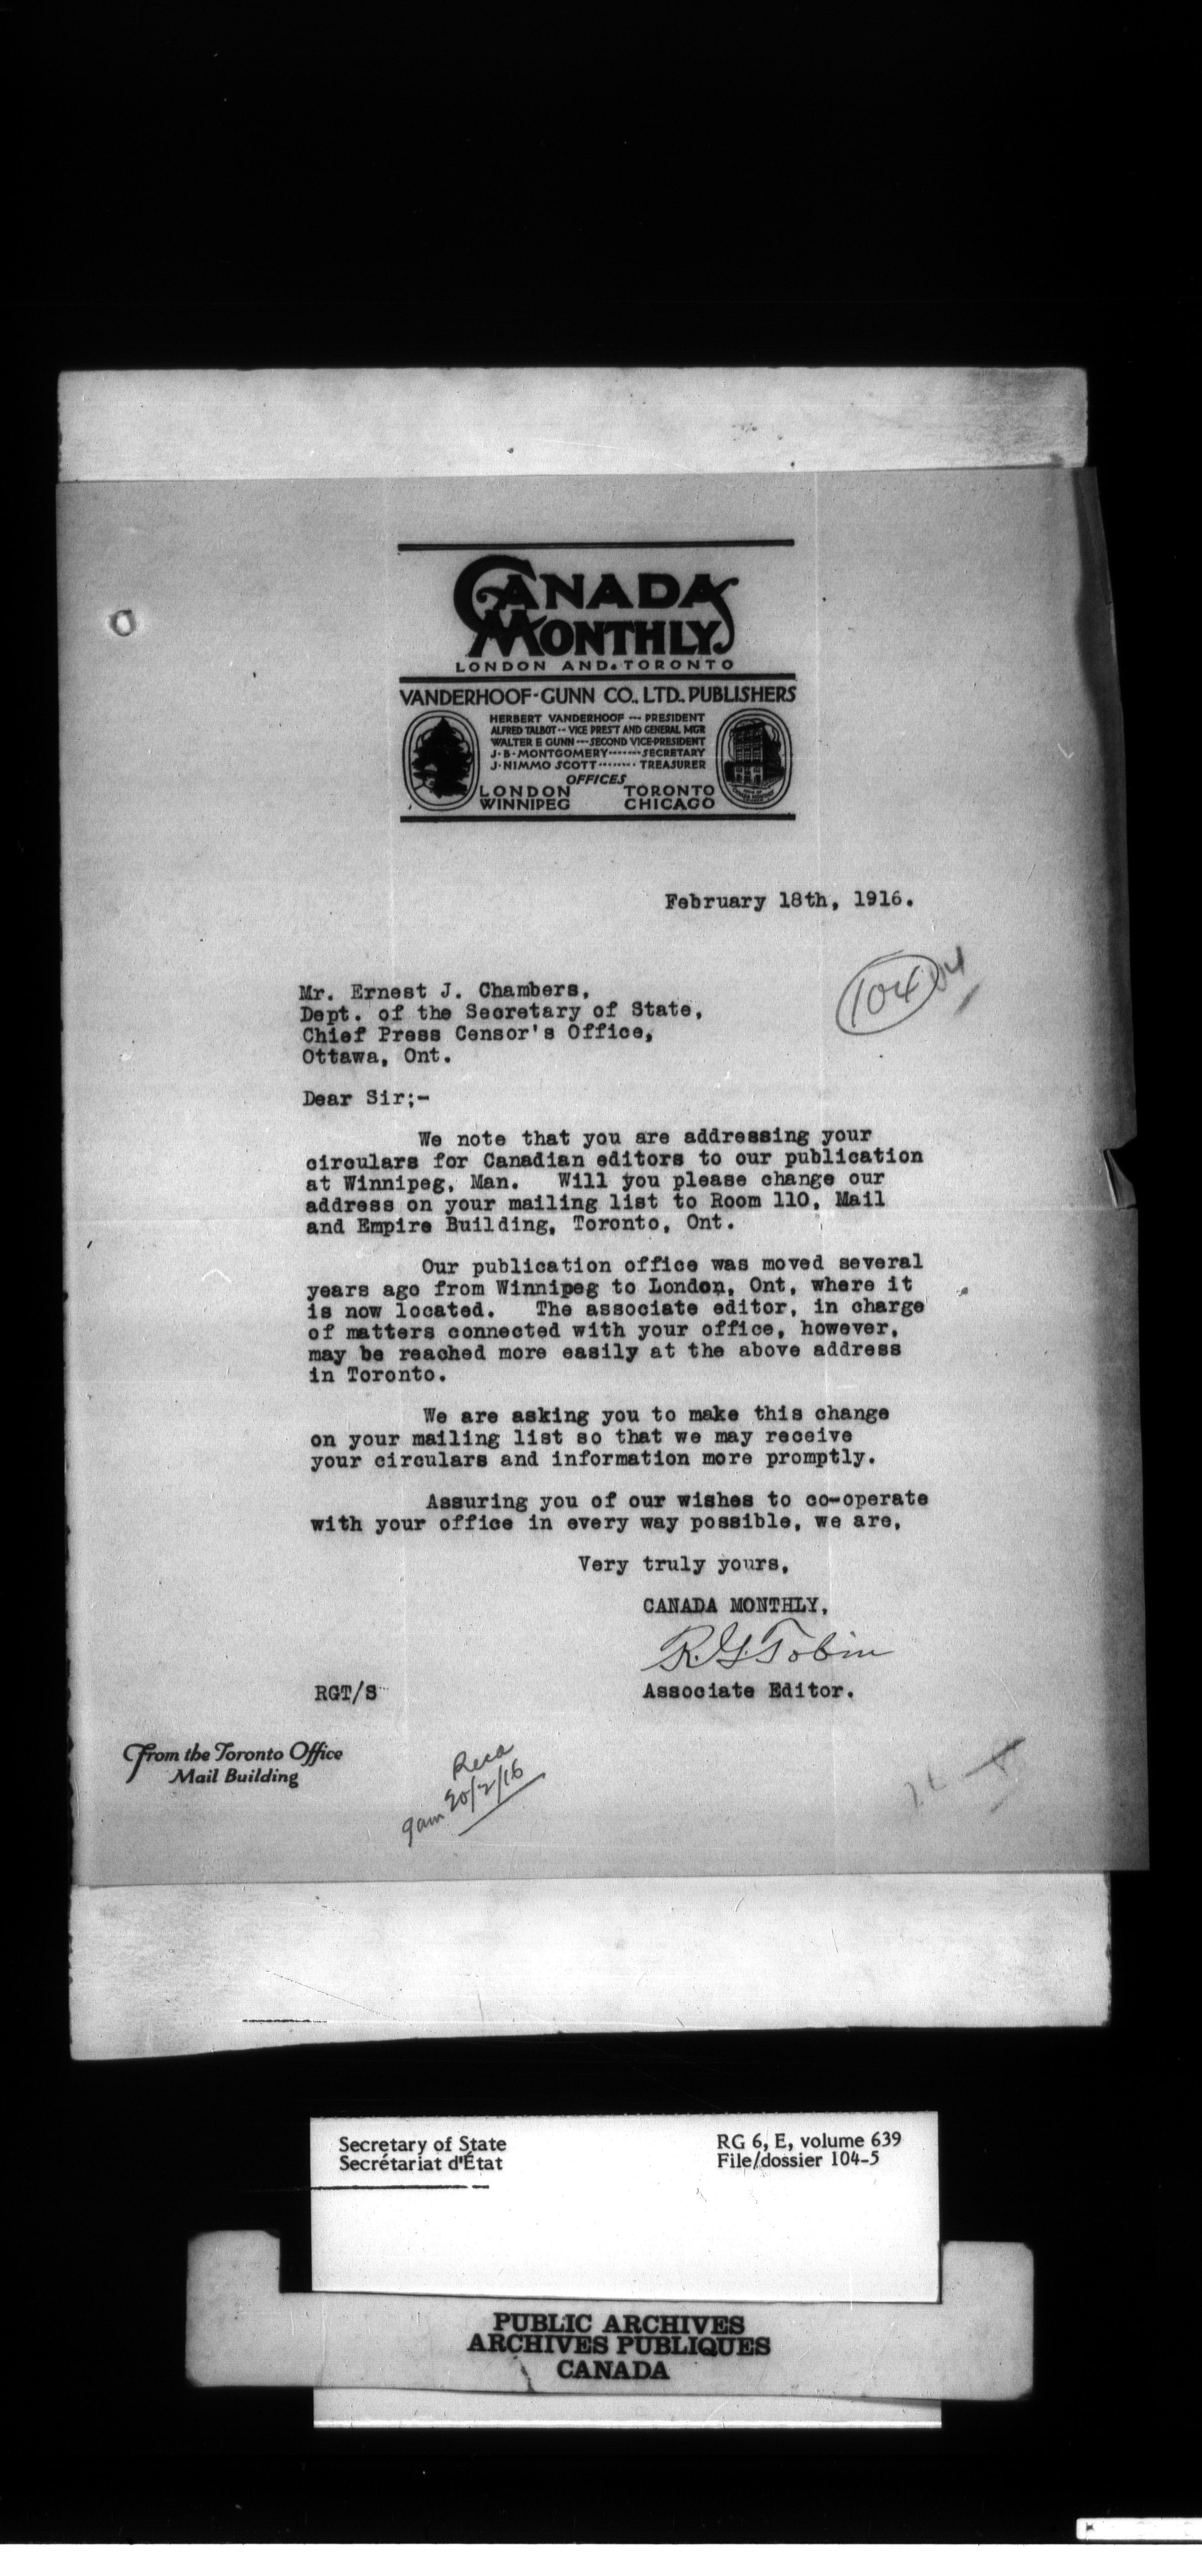 CANADA
MONTHLY
LONDON AND TORONTO
VANDERHOOF-GUNN CO., LTD., PUBLISHERS
HERBERT VANDERHOOF --- PRESIDENT
ALFRED TALBOT -- VICE PREST AND GENERAL MGR
WALTER E GUNN --- SECOND VICE-PRESIDENT
J·B·MONTGOMERY ------- SECRETARY
J·NIMMO SCOTT -------- TREASURER
OFFICES
LONDON TORONTO
WINNIPEG CHICAGO
February 18th, 1916.
104
Mr. Ernest J. Chambers,
Dept. of the Secretary of State,
Chief Press Censor's Office,
Ottawa, Ont.
Dear Sir;-
We note that you are addressing your
circulars for Canadian editors to our publication
at Winnipeg, Man. Will you please change our
address on your mailing list to Room 110, Mail
and Empire Building, Toronto, Ont.
Our publication office was moved several
years ago from Winnipeg to London, Ont, where it
is now located. The associate editor, in charge
of matters connected with your office, however,
may be reached more easily at the above address
in Toronto.
We are asking you to make this change
on your mailing list so that we may receive
your circulars and information more promptly.
Assuring you of our wishes to co-operate
with your office in every way possible, we are,
Very truly yours,
CANADA MONTHLY,
R.G. Tobin
RGT/S Associate Editor.
From the Toronto Office
Mail Building
Recd
9am 20/2/16
Secretary of State
Secrétariat d'État
RG 6, E, volume 639
File/dossier 104-5
PUBLIC ARCHIVES
ARCHIVES PUBLIQUES
CANADA